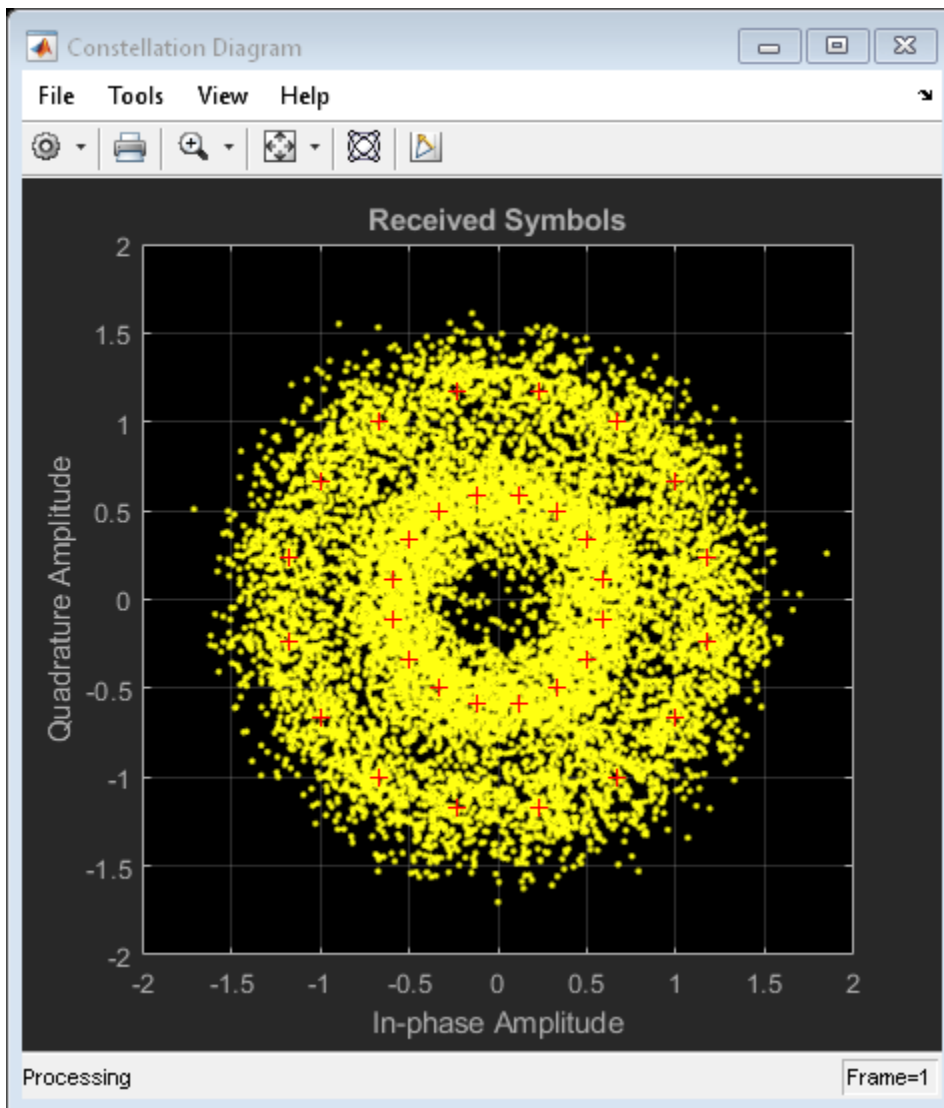 Constellation Diagram
File Tools View Help
Received Symbols
2
1.5
1
0.5
0
-0.5
-1
-1.5
-2
Quadrature Amplitude
-2 -1.5 -1 -0.5 0 0.5 1 1.5 2
In-phase Amplitude
Processing Frame=1